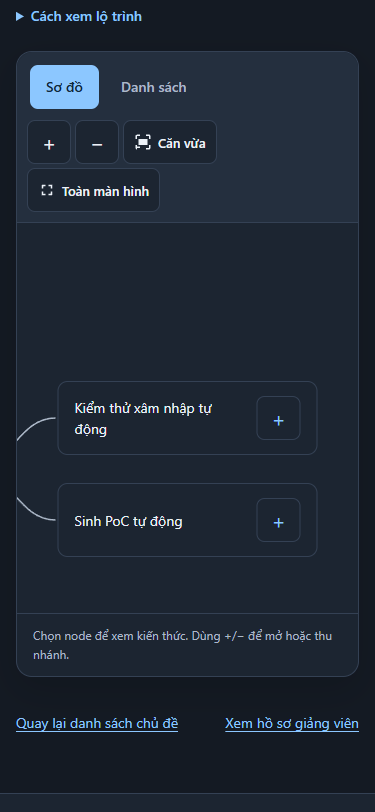 ▶ Cách xem lộ trình
Sơ đồ Danh sách
+ − Căn vừa
Toàn màn hình
Kiểm thử xâm nhập tự
động
+
Sinh PoC tự động +
Chọn node để xem kiến thức. Dùng +/− để mở hoặc thu
nhánh.
Quay lại danh sách chủ đề Xem hồ sơ giảng viên